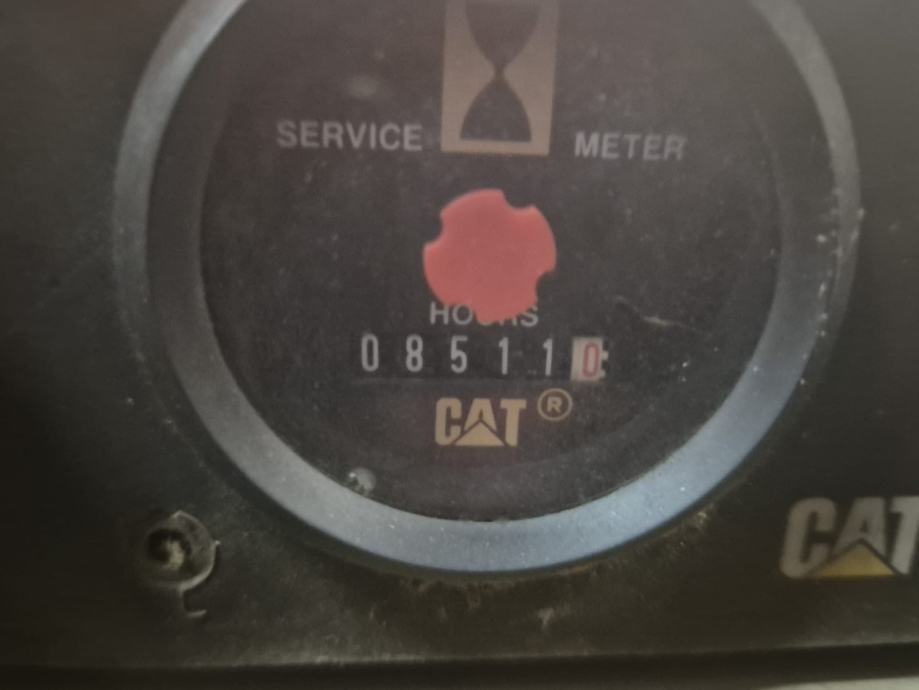 SERVICE METER
HOURS
085110
CAT ®
CAT